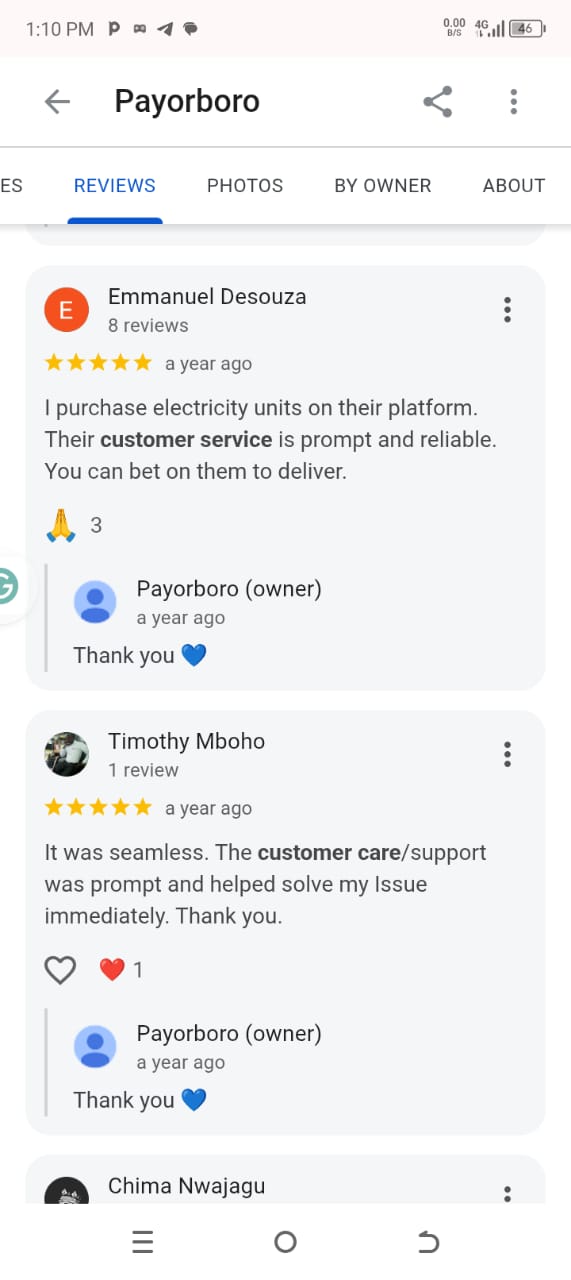 1:10 PM
0.00 B/S 4G 46
Payorboro
ES REVIEWS PHOTOS BY OWNER ABOUT
E
Emmanuel Desouza
8 reviews
a year ago
I purchase electricity units on their platform.
Their customer service is prompt and reliable.
You can bet on them to deliver.
🙏 3
Payorboro (owner)
a year ago
Thank you 💙
Timothy Mboho
1 review
a year ago
It was seamless. The customer care/support
was prompt and helped solve my Issue
immediately. Thank you.
❤️ 1
Payorboro (owner)
a year ago
Thank you 💙
Chima Nwajagu